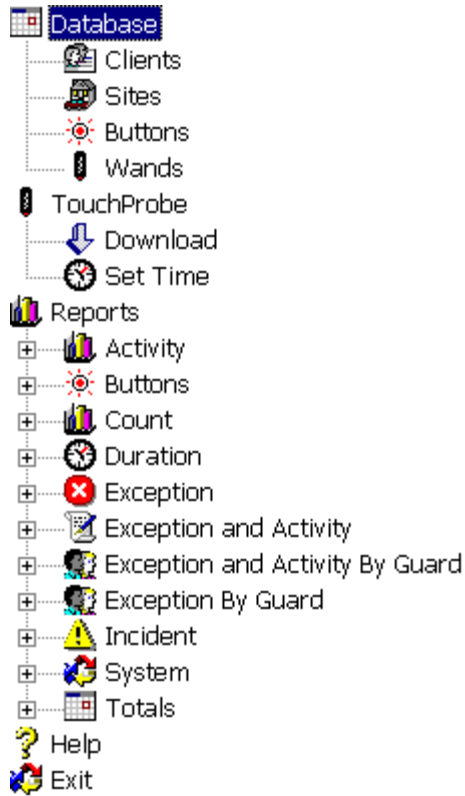 Database
Clients
Sites
Buttons
Wands
TouchProbe
Download
Set Time
Reports
Activity
Buttons
Count
Duration
Exception
Exception and Activity
Exception and Activity By Guard
Exception By Guard
Incident
System
Totals
Help
Exit